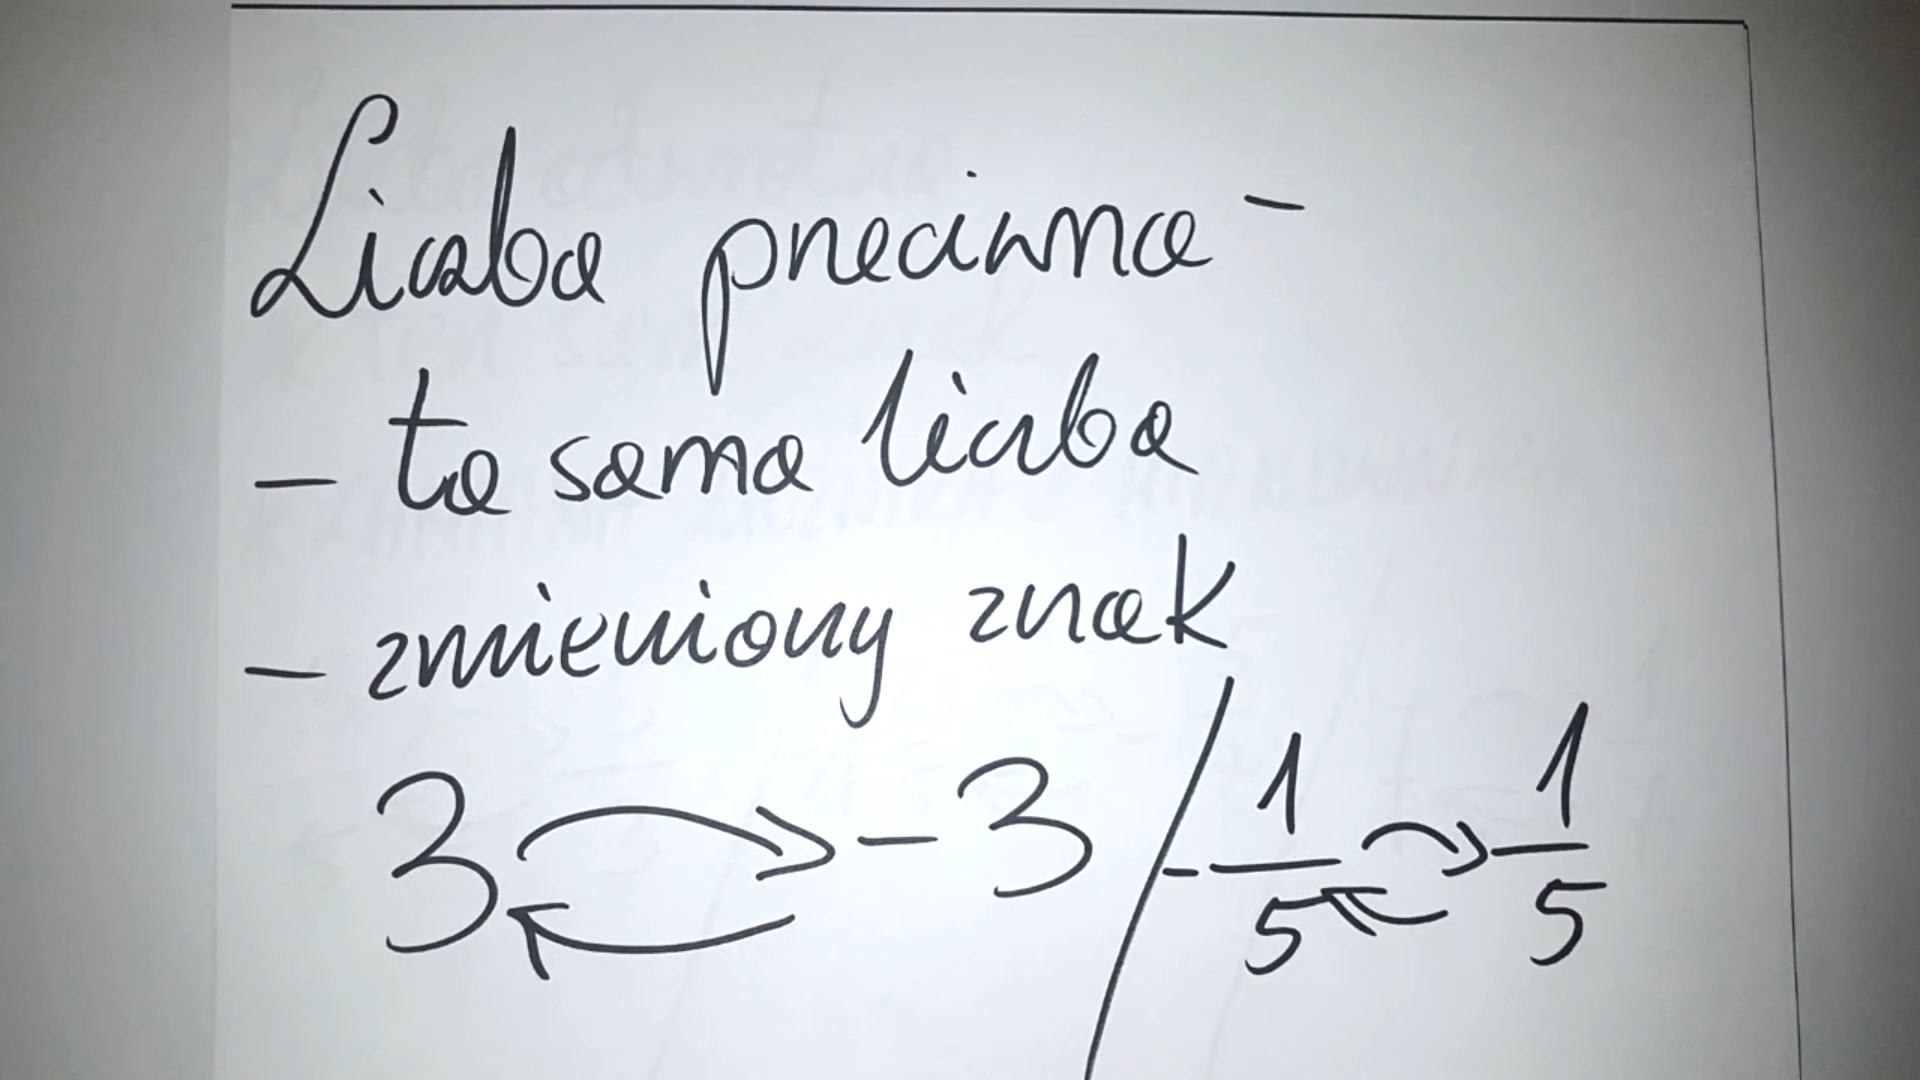 Liczba przeciwna -
- ta sama liczba
- zmieniony znak
3 ⇄ -3 / -1/5 ⇄ 1/5